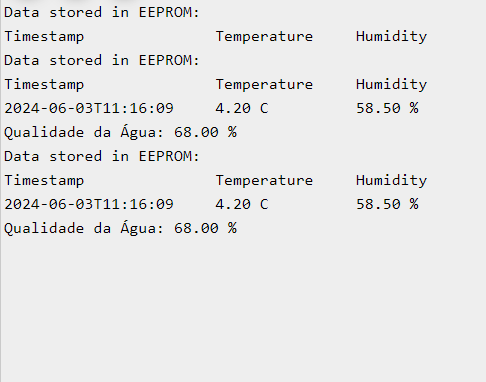 Data stored in EEPROM:
Timestamp Temperature Humidity
Data stored in EEPROM:
Timestamp Temperature Humidity
2024-06-03T11:16:09 4.20 C 58.50 %
Qualidade da Água: 68.00 %
Data stored in EEPROM:
Timestamp Temperature Humidity
2024-06-03T11:16:09 4.20 C 58.50 %
Qualidade da Água: 68.00 %